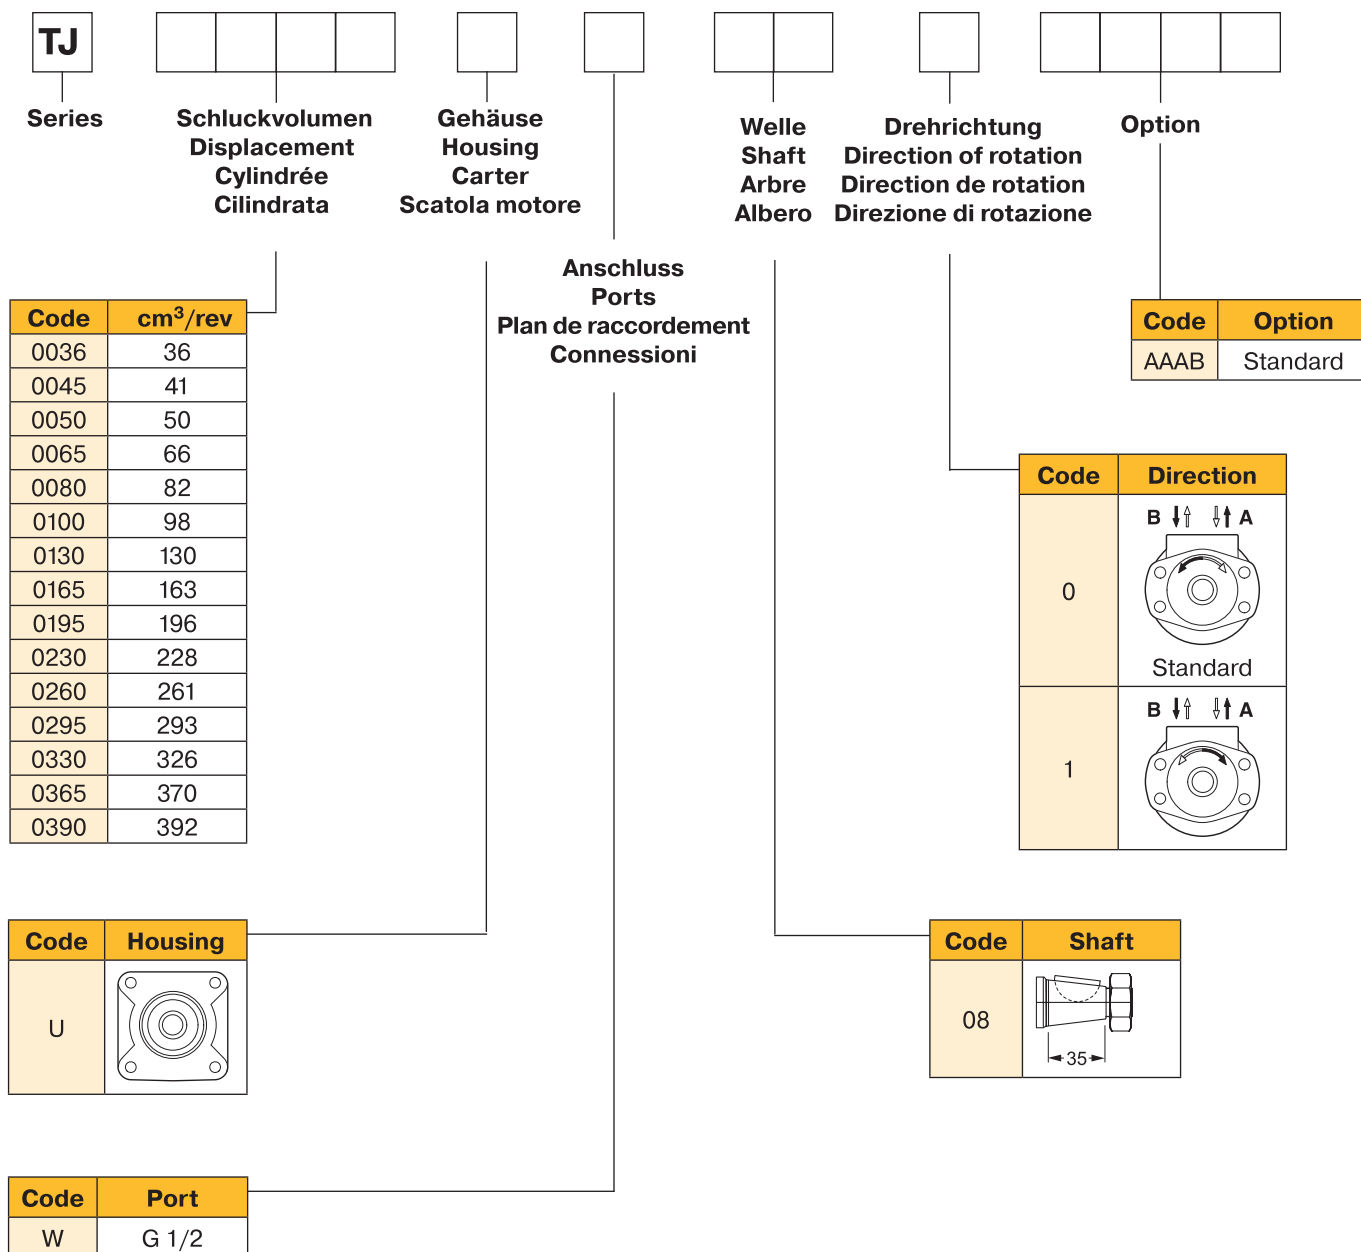 TJ
Series
Schluckvolumen
Displacement
Cylindrée
Cilindrata
Gehäuse
Housing
Carter
Scatola motore
Anschluss
Ports
Plan de raccordement
Connessioni
Welle
Shaft
Arbre
Albero
Drehrichtung
Direction of rotation
Direction de rotation
Direzione di rotazione
Option
Code cm³/rev
0036 36
0045 41
0050 50
0065 66
0080 82
0100 98
0130 130
0165 163
0195 196
0230 228
0260 261
0295 293
0330 326
0365 370
0390 392
Code Option
AAAB Standard
Code Direction
B A
0
Standard
B A
1
Code Housing
U
Code Shaft
08
35
Code Port
W G 1/2